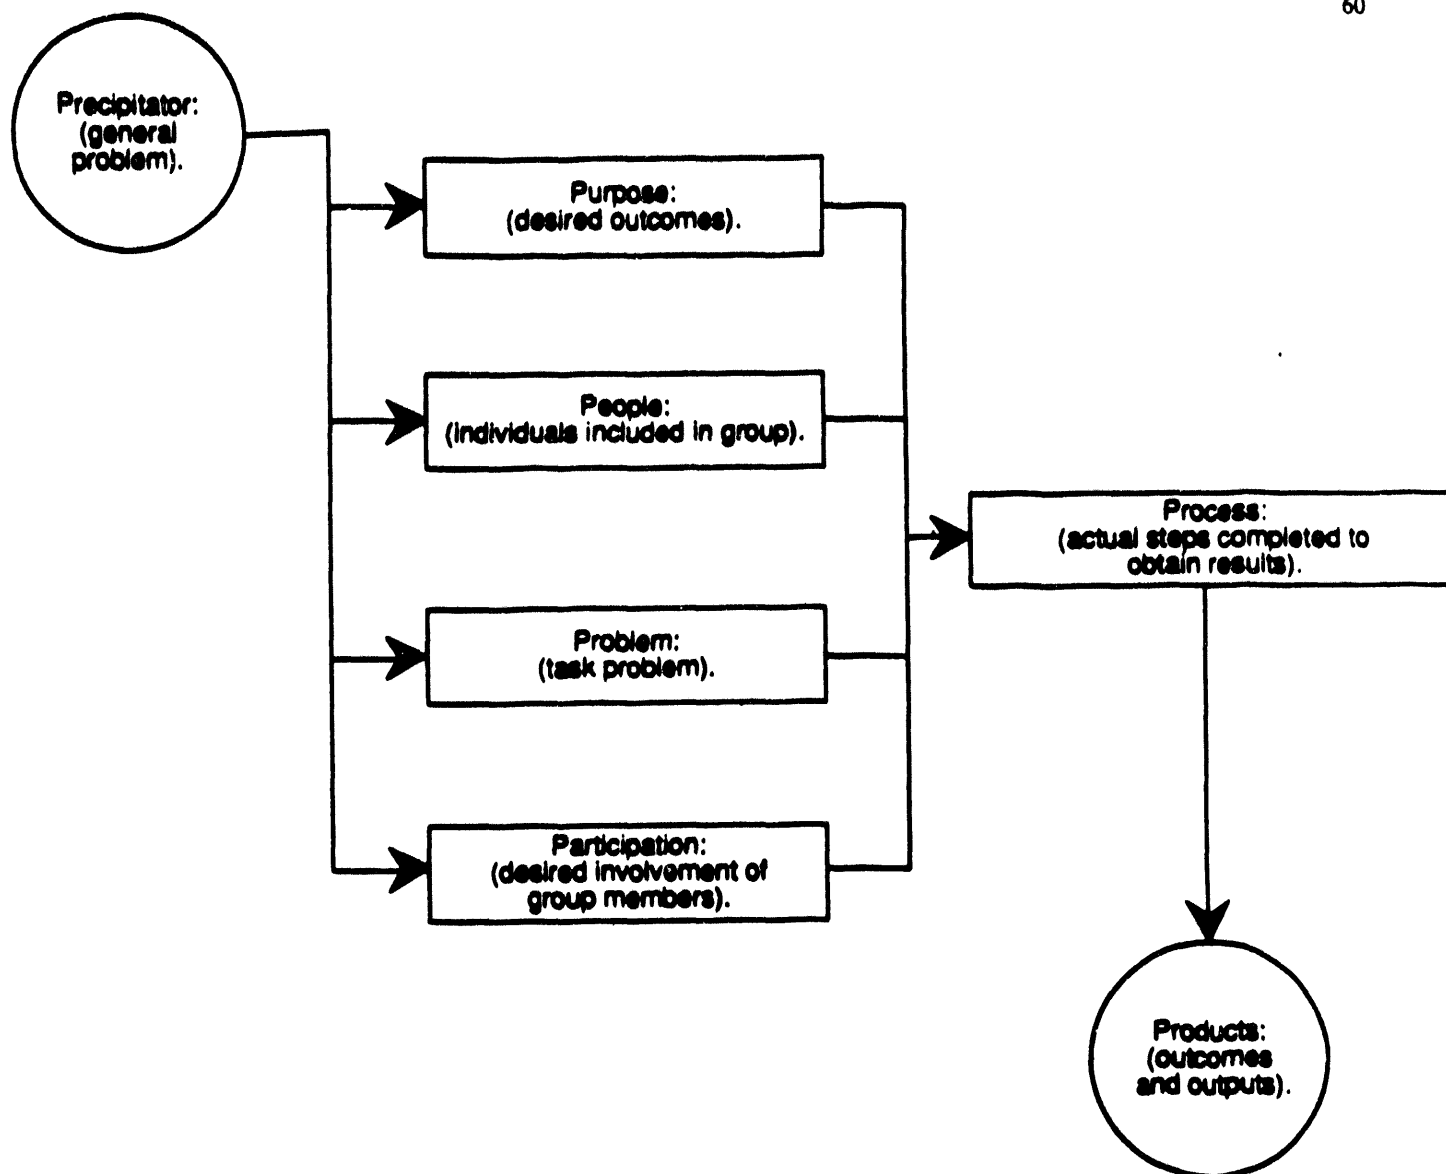 60
Precipitator:
(general
problem).
Purpose:
(desired outcomes).
People:
(individuals included in group).
Problem:
(task problem).
Participation:
(desired involvement of
group members).
Process:
(actual steps completed to
obtain results).
Products:
(outcomes
and outputs).